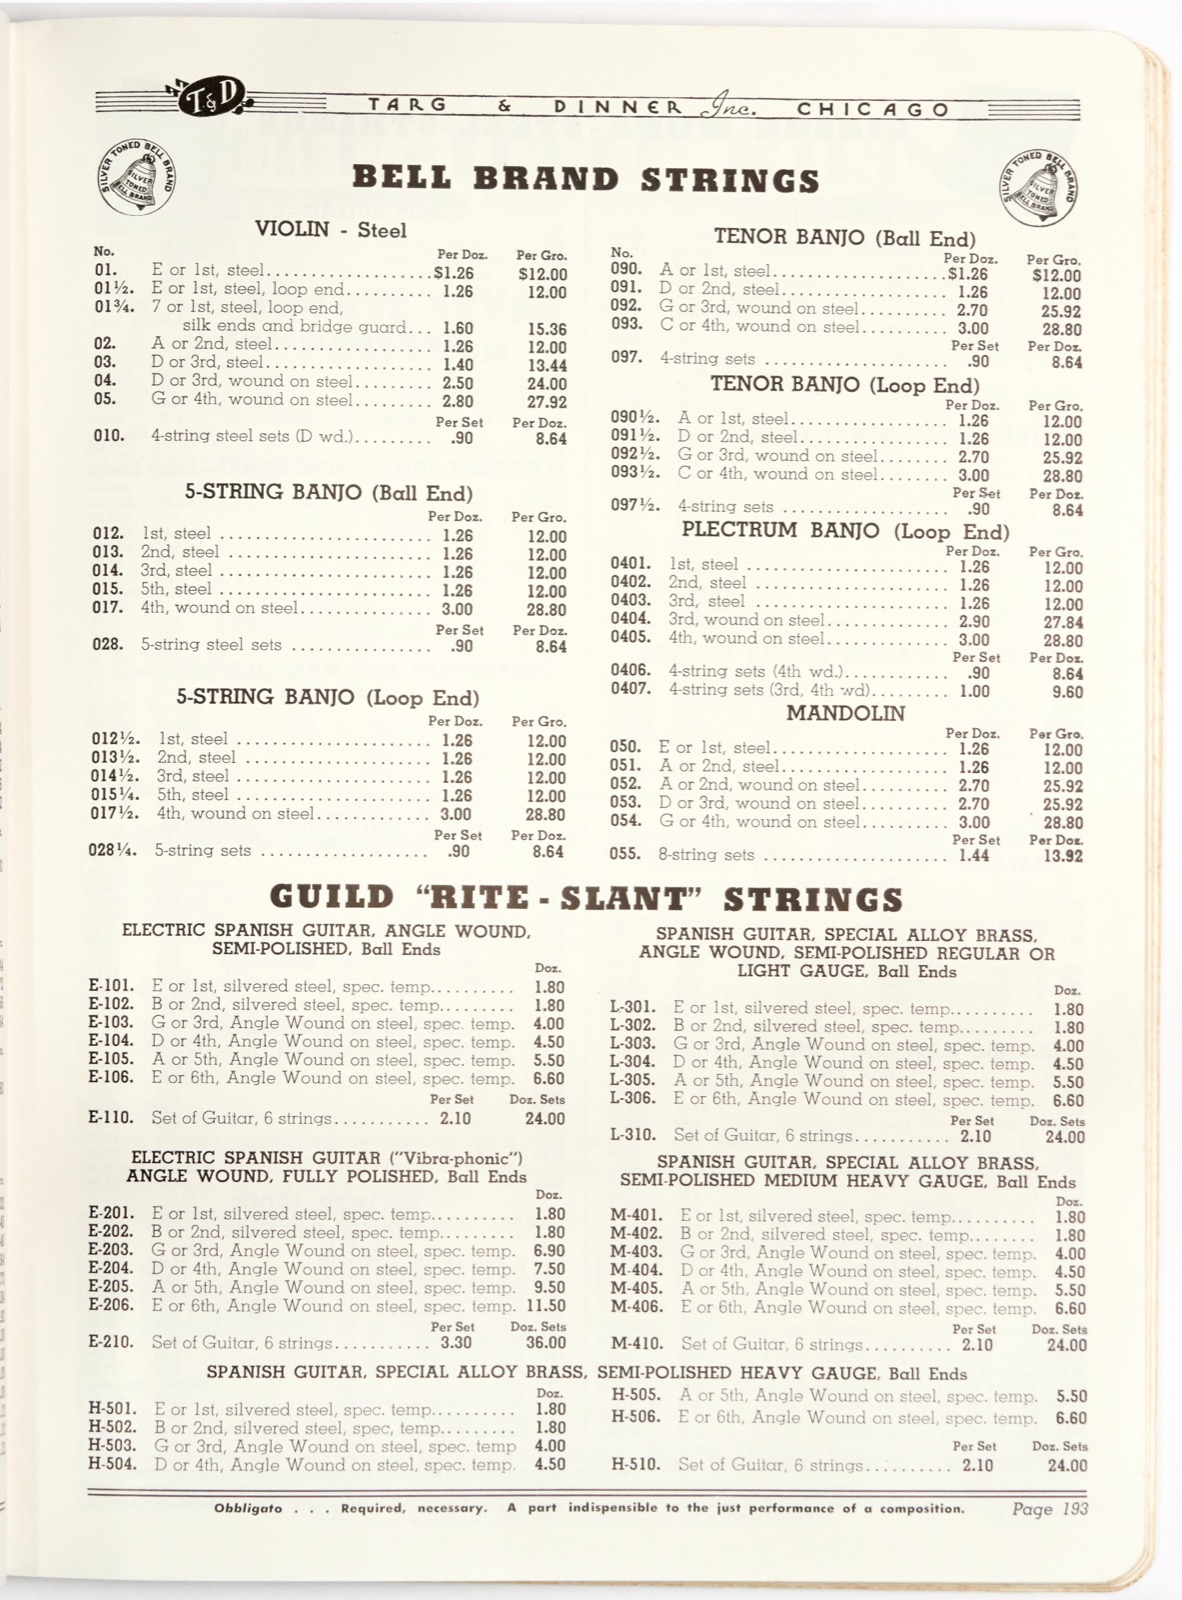 T&D
TARG & DINNER Inc. CHICAGO
SILVER TONED BELL BRAND
SILVER TONED BELL BRAND
SILVER TONED BELL BRAND
SILVER TONED BELL BRAND
BELL BRAND STRINGS
VIOLIN - Steel
No. Per Doz. Per Gro.
01. E or 1st, steel....................$1.26 $12.00
01½. E or 1st, steel, loop end.......... 1.26 12.00
01¾. 7 or 1st, steel, loop end,
silk ends and bridge guard... 1.60 15.36
02. A or 2nd, steel................... 1.26 12.00
03. D or 3rd, steel.................... 1.40 13.44
04. D or 3rd, wound on steel......... 2.50 24.00
05. G or 4th, wound on steel......... 2.80 27.92
Per Set Per Doz.
010. 4-string steel sets (D wd.)......... .90 8.64
5-STRING BANJO (Ball End)
Per Doz. Per Gro.
012. 1st, steel ........................ 1.26 12.00
013. 2nd, steel ....................... 1.26 12.00
014. 3rd, steel ........................ 1.26 12.00
015. 5th, steel ........................ 1.26 12.00
017. 4th, wound on steel.............. 3.00 28.80
Per Set Per Doz.
028. 5-string steel sets ............... .90 8.64
5-STRING BANJO (Loop End)
Per Doz. Per Gro.
012½. 1st, steel ...................... 1.26 12.00
013½. 2nd, steel ..................... 1.26 12.00
014½. 3rd, steel ...................... 1.26 12.00
015¼. 5th, steel ...................... 1.26 12.00
017½. 4th, wound on steel............ 3.00 28.80
Per Set Per Doz.
028¼. 5-string sets .................. .90 8.64
TENOR BANJO (Ball End)
No. Per Doz. Per Gro.
090. A or 1st, steel.....................$1.26 $12.00
091. D or 2nd, steel.................... 1.26 12.00
092. G or 3rd, wound on steel......... 2.70 25.92
093. C or 4th, wound on steel......... 3.00 28.80
Per Set Per Doz.
097. 4-string sets ..................... .90 8.64
TENOR BANJO (Loop End)
Per Doz. Per Gro.
090½. A or 1st, steel.................. 1.26 12.00
091½. D or 2nd, steel................. 1.26 12.00
092½. G or 3rd, wound on steel....... 2.70 25.92
093½. C or 4th, wound on steel....... 3.00 28.80
Per Set Per Doz.
097½. 4-string sets ................... .90 8.64
PLECTRUM BANJO (Loop End)
Per Doz. Per Gro.
0401. 1st, steel ....................... 1.26 12.00
0402. 2nd, steel ...................... 1.26 12.00
0403. 3rd, steel ...................... 1.26 12.00
0404. 3rd, wound on steel............. 2.90 27.84
0405. 4th, wound on steel............. 3.00 28.80
Per Set Per Doz.
0406. 4-string sets (4th wd.)........... .90 8.64
0407. 4-string sets (3rd, 4th wd)........ 1.00 9.60
MANDOLIN
Per Doz. Per Gro.
050. E or 1st, steel.................... 1.26 12.00
051. A or 2nd, steel.................... 1.26 12.00
052. A or 2nd, wound on steel......... 2.70 25.92
053. D or 3rd, wound on steel......... 2.70 25.92
054. G or 4th, wound on steel......... 3.00 28.80
Per Set Per Doz.
055. 8-string sets ..................... 1.44 13.92
GUILD "RITE - SLANT" STRINGS
ELECTRIC SPANISH GUITAR, ANGLE WOUND,
SEMI-POLISHED, Ball Ends
Doz.
E-101. E or 1st, silvered steel, spec. temp.......... 1.80
E-102. B or 2nd, silvered steel, spec. temp......... 1.80
E-103. G or 3rd, Angle Wound on steel, spec. temp. 4.00
E-104. D or 4th, Angle Wound on steel, spec. temp. 4.50
E-105. A or 5th, Angle Wound on steel, spec. temp. 5.50
E-106. E or 6th, Angle Wound on steel, spec. temp. 6.60
Per Set Doz. Sets
E-110. Set of Guitar, 6 strings........... 2.10 24.00
ELECTRIC SPANISH GUITAR ("Vibra-phonic")
ANGLE WOUND, FULLY POLISHED, Ball Ends
Doz.
E-201. E or 1st, silvered steel, spec. temp.......... 1.80
E-202. B or 2nd, silvered steel, spec. temp......... 1.80
E-203. G or 3rd, Angle Wound on steel, spec. temp. 6.90
E-204. D or 4th, Angle Wound on steel, spec. temp. 7.50
E-205. A or 5th, Angle Wound on steel, spec. temp. 9.50
E-206. E or 6th, Angle Wound on steel, spec. temp. 11.50
Per Set Doz. Sets
E-210. Set of Guitar, 6 strings........... 3.30 36.00
SPANISH GUITAR, SPECIAL ALLOY BRASS,
ANGLE WOUND, SEMI-POLISHED REGULAR OR
LIGHT GAUGE, Ball Ends
Doz.
L-301. E or 1st, silvered steel, spec. temp.......... 1.80
L-302. B or 2nd, silvered steel, spec. temp......... 1.80
L-303. G or 3rd, Angle Wound on steel, spec. temp. 4.00
L-304. D or 4th, Angle Wound on steel, spec. temp. 4.50
L-305. A or 5th, Angle Wound on steel, spec. temp. 5.50
L-306. E or 6th, Angle Wound on steel, spec. temp. 6.60
Per Set Doz. Sets
L-310. Set of Guitar, 6 strings........... 2.10 24.00
SPANISH GUITAR, SPECIAL ALLOY BRASS,
SEMI-POLISHED MEDIUM HEAVY GAUGE, Ball Ends
Doz.
M-401. E or 1st, silvered steel, spec. temp.......... 1.80
M-402. B or 2nd, silvered steel, spec. temp........ 1.80
M-403. G or 3rd, Angle Wound on steel, spec. temp. 4.00
M-404. D or 4th, Angle Wound on steel, spec. temp. 4.50
M-405. A or 5th, Angle Wound on steel, spec. temp. 5.50
M-406. E or 6th, Angle Wound on steel, spec. temp. 6.60
Per Set Doz. Sets
M-410. Set of Guitar, 6 strings.......... 2.10 24.00
SPANISH GUITAR, SPECIAL ALLOY BRASS, SEMI-POLISHED HEAVY GAUGE, Ball Ends
Doz.
H-501. E or 1st, silvered steel, spec. temp.......... 1.80
H-502. B or 2nd, silvered steel, spec, temp......... 1.80
H-503. G or 3rd, Angle Wound on steel, spec. temp 4.00
H-504. D or 4th, Angle Wound on steel, spec. temp. 4.50
H-505. A or 5th, Angle Wound on steel, spec. temp. 5.50
H-506. E or 6th, Angle Wound on steel, spec. temp. 6.60
Per Set Doz. Sets
H-510. Set of Guitar, 6 strings.......... 2.10 24.00
Obbligato . . . Required, necessary. A part indispensible to the just performance of a composition. Page 193